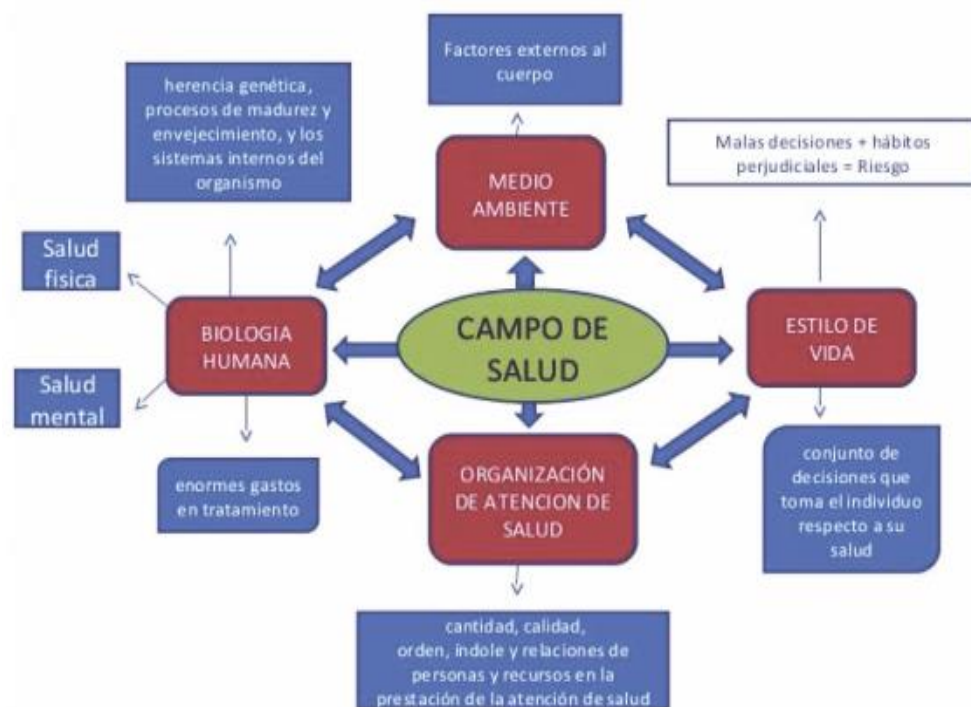 Factores externos al
cuerpo
herencia genética,
procesos de madurez y
envejecimiento, y los
sistemas internos del
organismo
Malas decisiones + hábitos
perjudiciales = Riesgo
MEDIO
AMBIENTE
Salud
fisica
BIOLOGIA
HUMANA
CAMPO DE
SALUD
ESTILO DE
VIDA
Salud
mental
enormes gastos
en tratamiento
ORGANIZACIÓN
DE ATENCION DE
SALUD
conjunto de
decisiones que
toma el individuo
respecto a su
salud
cantidad, calidad,
orden, índole y relaciones de
personas y recursos en la
prestación de la atención de salud